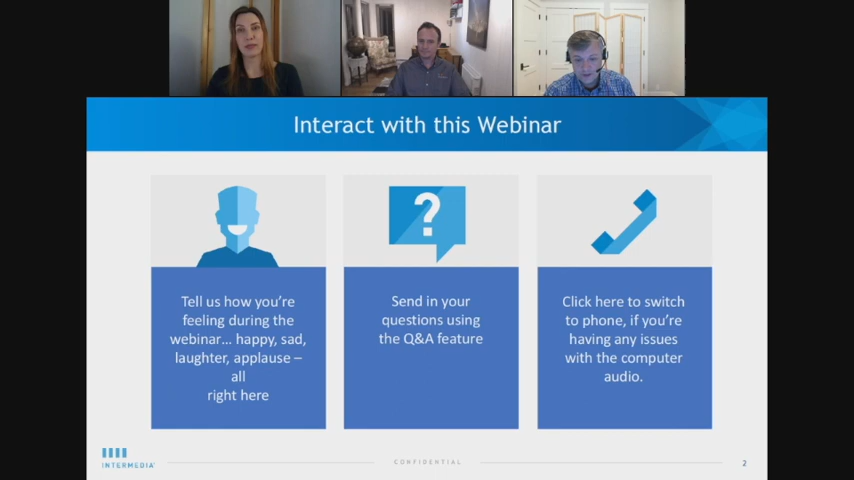 Interact with this Webinar
Tell us how you're
feeling during the
webinar... happy, sad,
laughter, applause –
all
right here
?
Send in your
questions using
the Q&A feature
Click here to switch
to phone, if you're
having any issues
with the computer
audio.
INTERMEDIA
CONFIDENTIAL
2